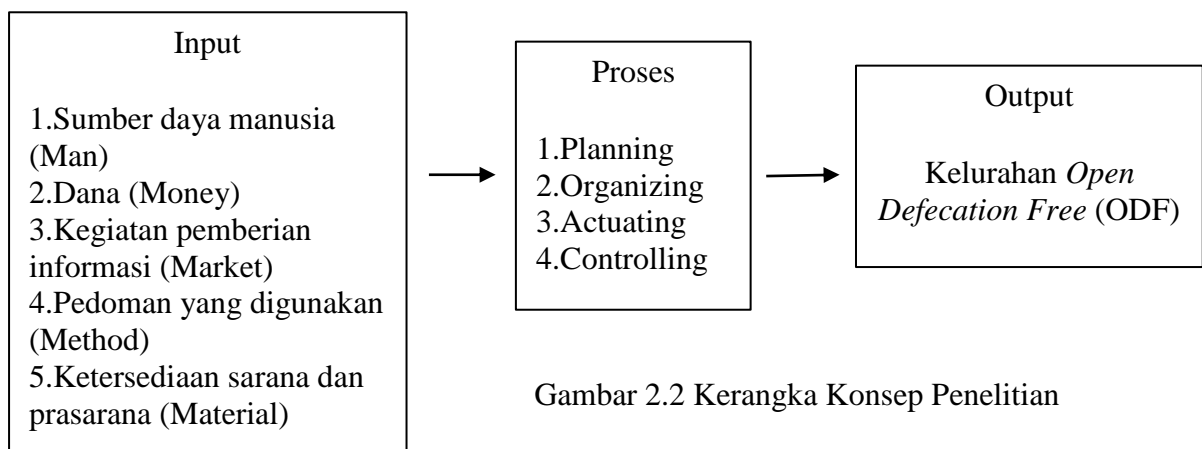 Input
1.Sumber daya manusia
(Man)
2.Dana (Money)
3.Kegiatan pemberian
informasi (Market)
4.Pedoman yang digunakan
(Method)
5.Ketersediaan sarana dan
prasarana (Material)
Proses
1.Planning
2.Organizing
3.Actuating
4.Controlling
Output
Kelurahan Open
Defecation Free (ODF)
Gambar 2.2 Kerangka Konsep Penelitian